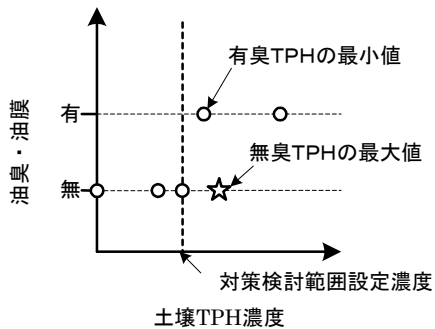 有臭TPHの最小値
有
油臭・油膜
無臭TPHの最大値
無
対策検討範囲設定濃度
土壌TPH濃度